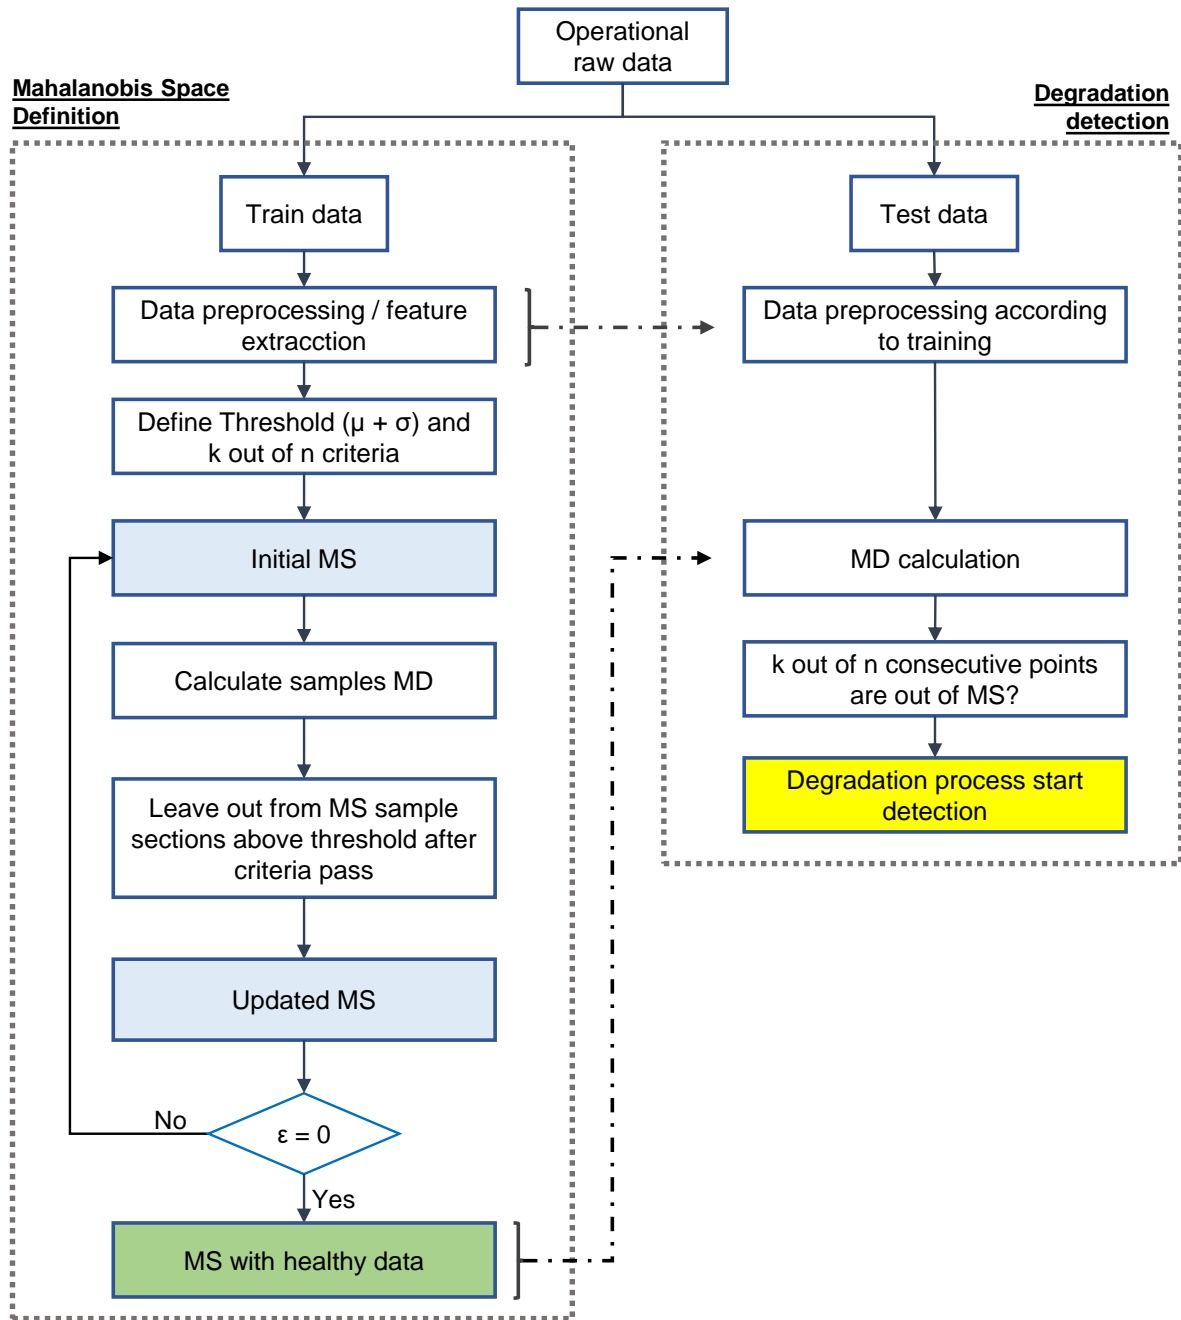 Operational
raw data
Mahalanobis Space
Definition
Train data
Data preprocessing / feature
extracction
Define Threshold (μ + σ) and
k out of n criteria
Initial MS
Calculate samples MD
Leave out from MS sample
sections above threshold after
criteria pass
Updated MS
No
ε = 0
Yes
MS with healthy data
Degradation
detection
Test data
Data preprocessing according
to training
MD calculation
k out of n consecutive points
are out of MS?
Degradation process start
detection